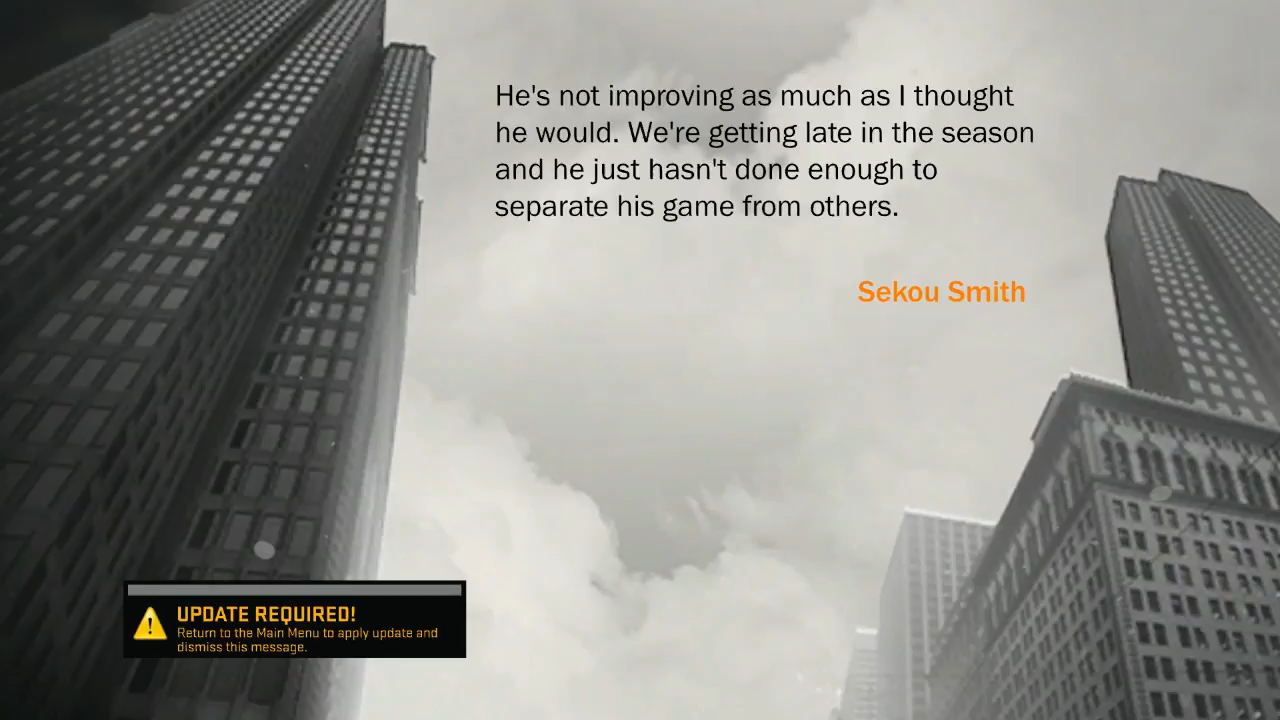 He's not improving as much as I thought
he would. We're getting late in the season
and he just hasn't done enough to
separate his game from others.
Sekou Smith
UPDATE REQUIRED!
Return to the Main Menu to apply update and
dismiss this message.